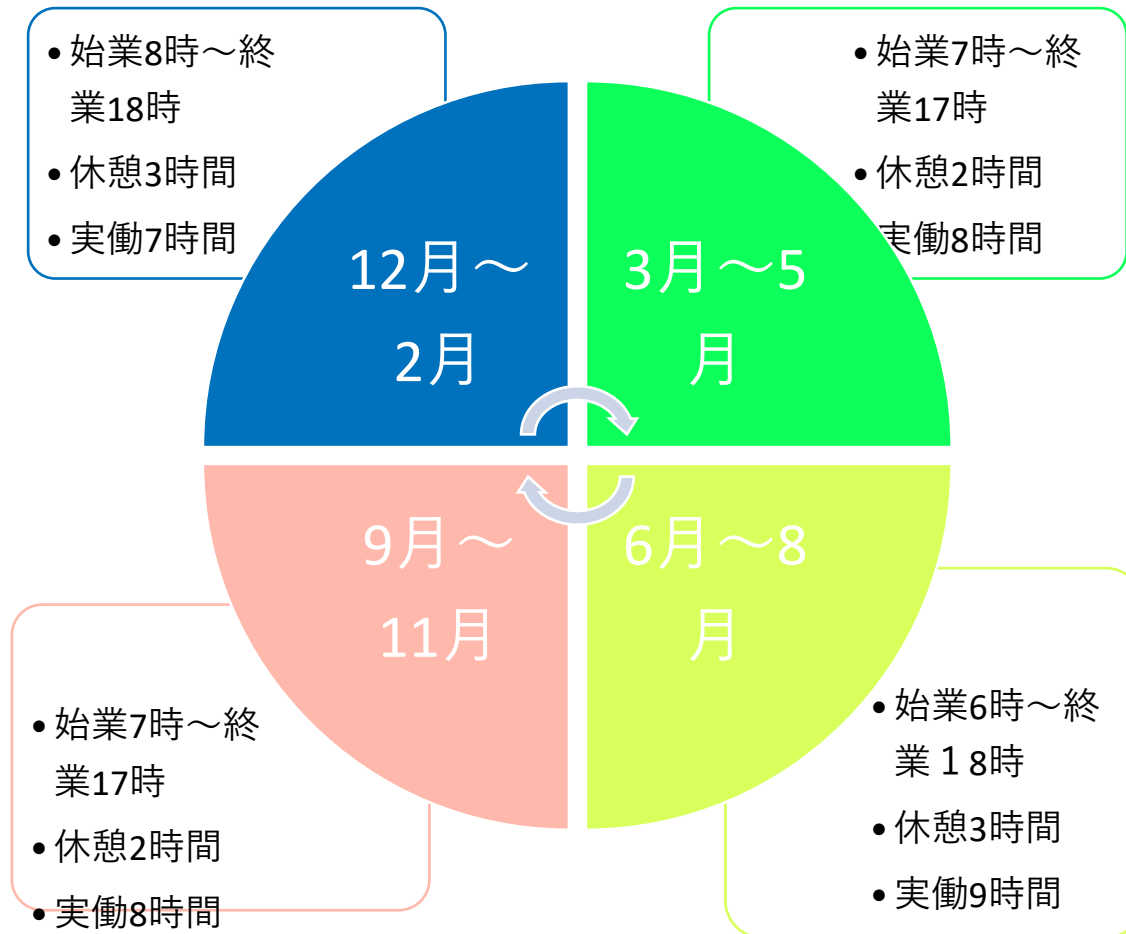 • 始業8時～終
業18時
• 休憩3時間
• 実働7時間
12月～
2月
• 始業7時～終
業17時
• 休憩2時間
実働8時間
3月～5
月
9月～
11月
• 始業7時～終
業17時
• 休憩2時間
• 実働8時間
6月～8
月
• 始業6時～終
業１8時
• 休憩3時間
• 実働9時間